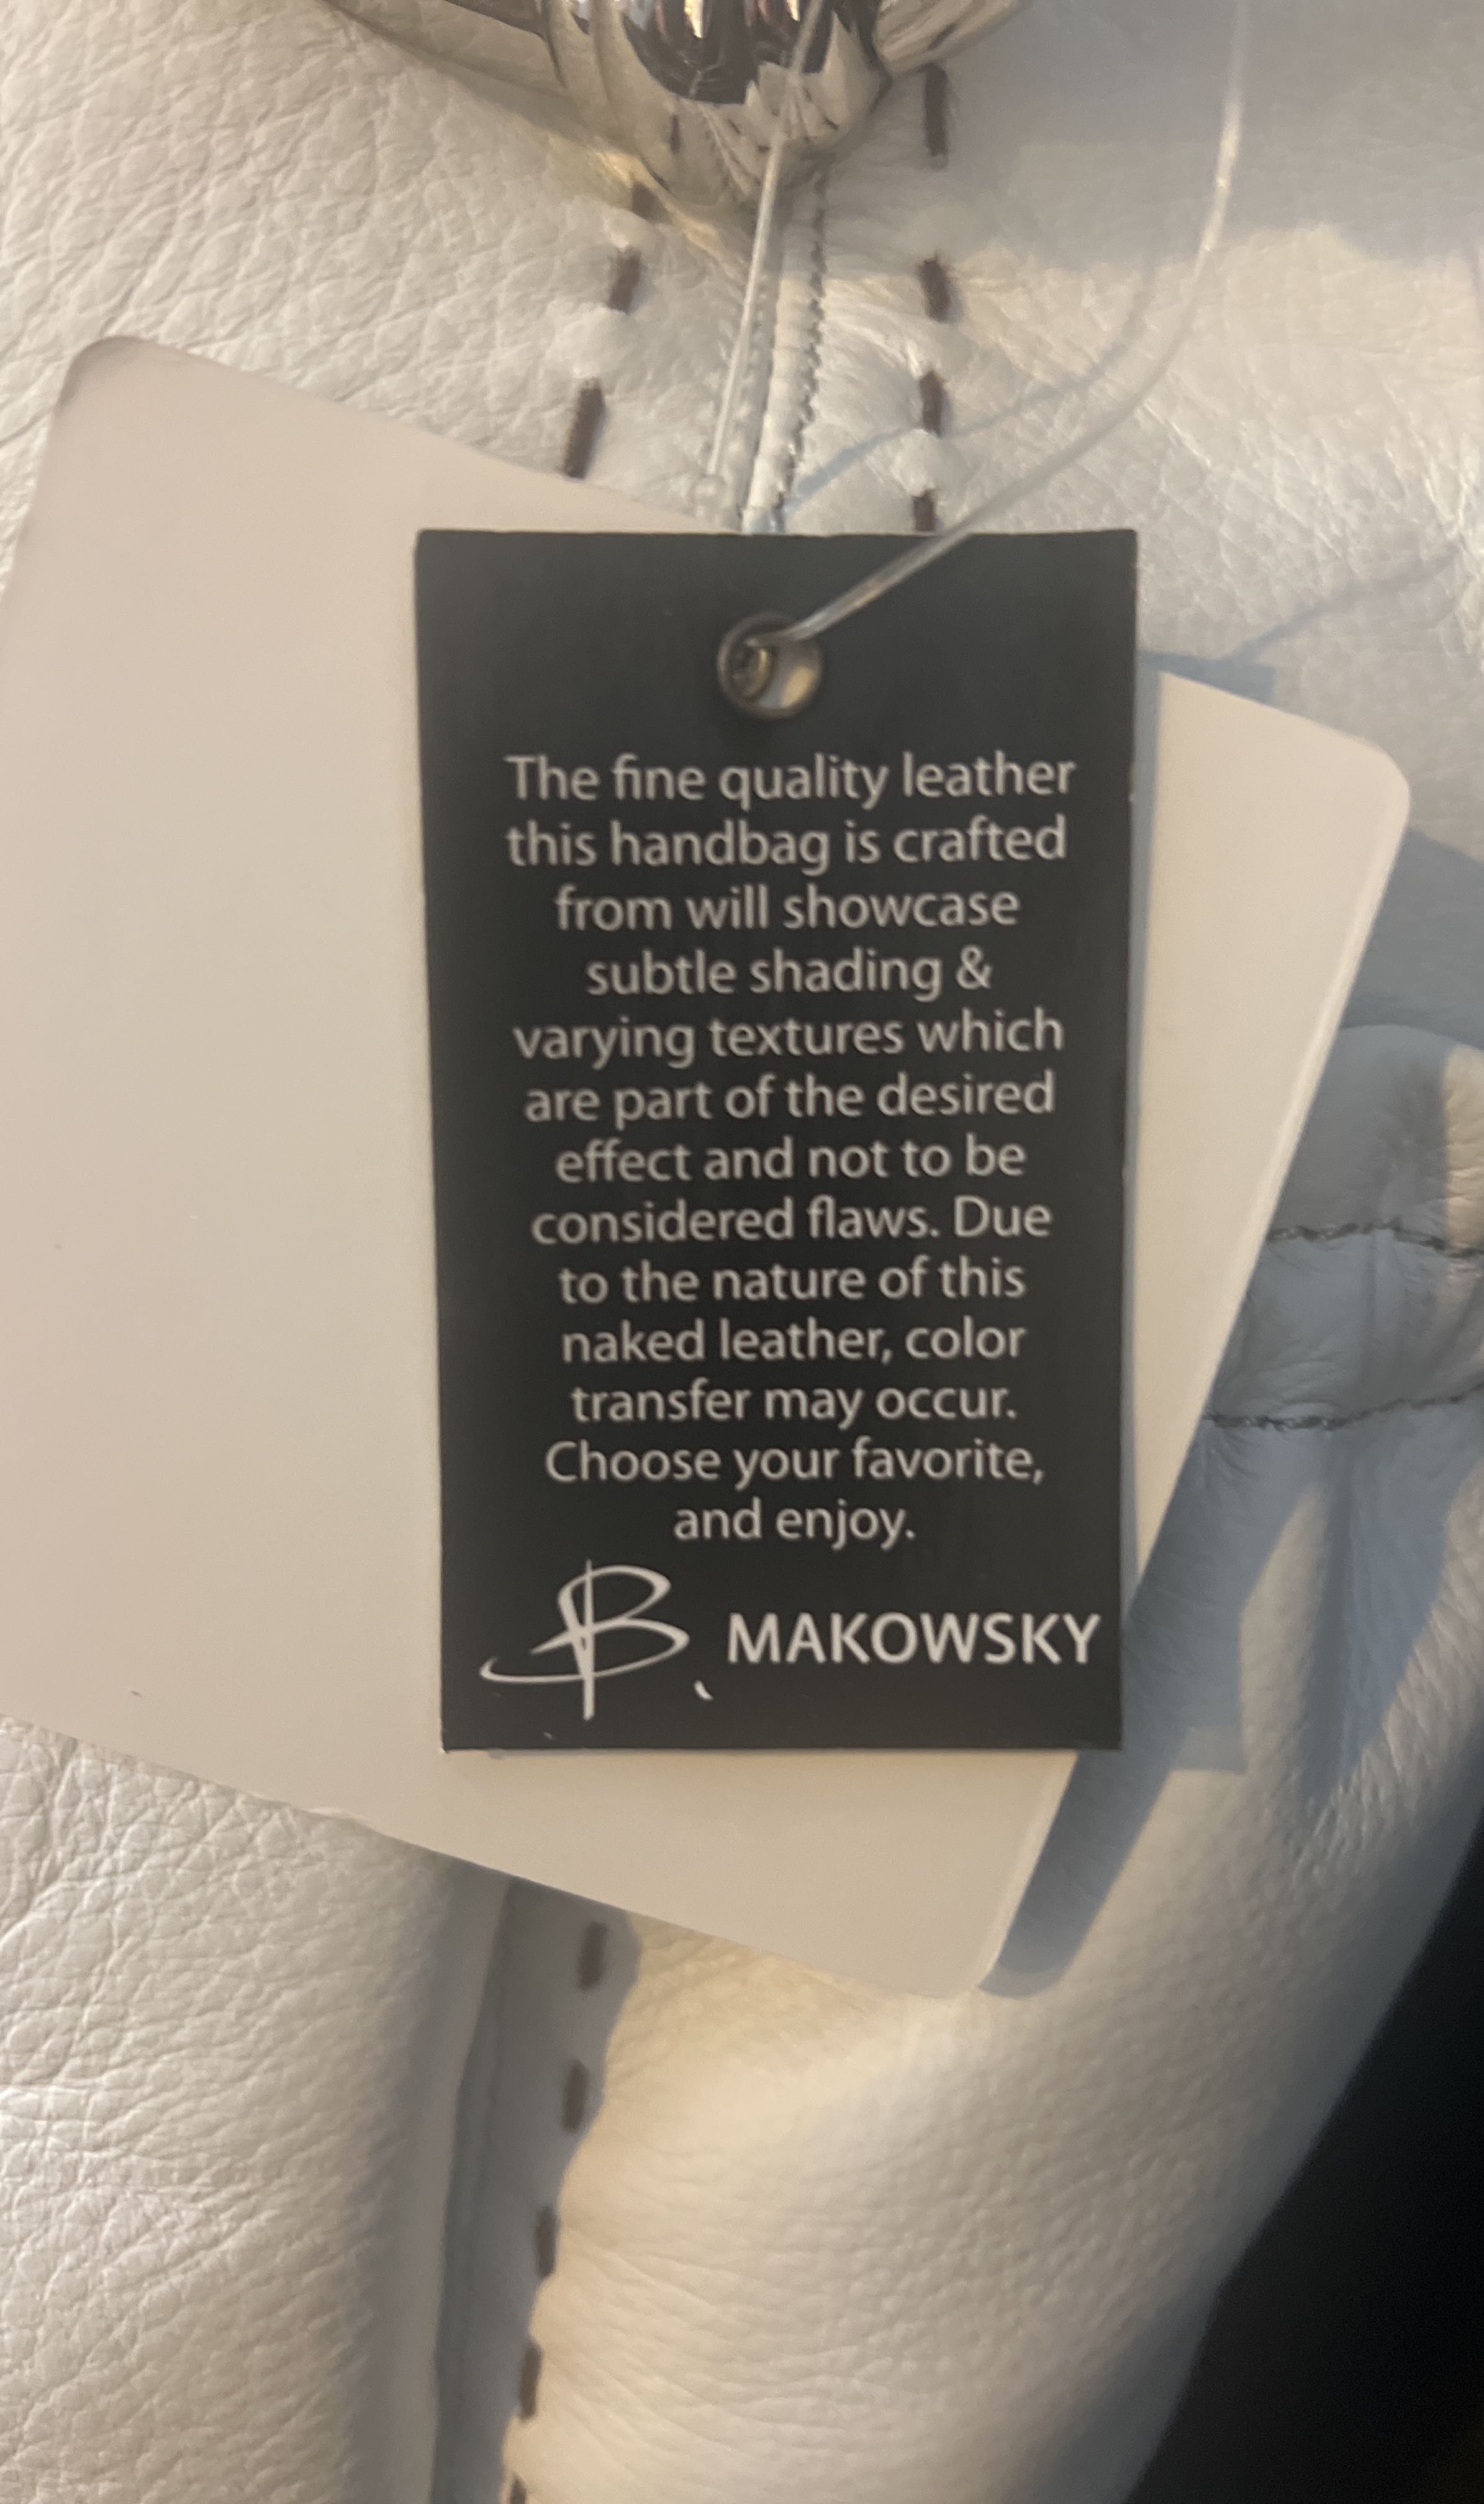 The fine quality leather
this handbag is crafted
from will showcase
subtle shading &
varying textures which
are part of the desired
effect and not to be
considered flaws. Due
to the nature of this
naked leather, color
transfer may occur.
Choose your favorite,
and enjoy.
B. MAKOWSKY